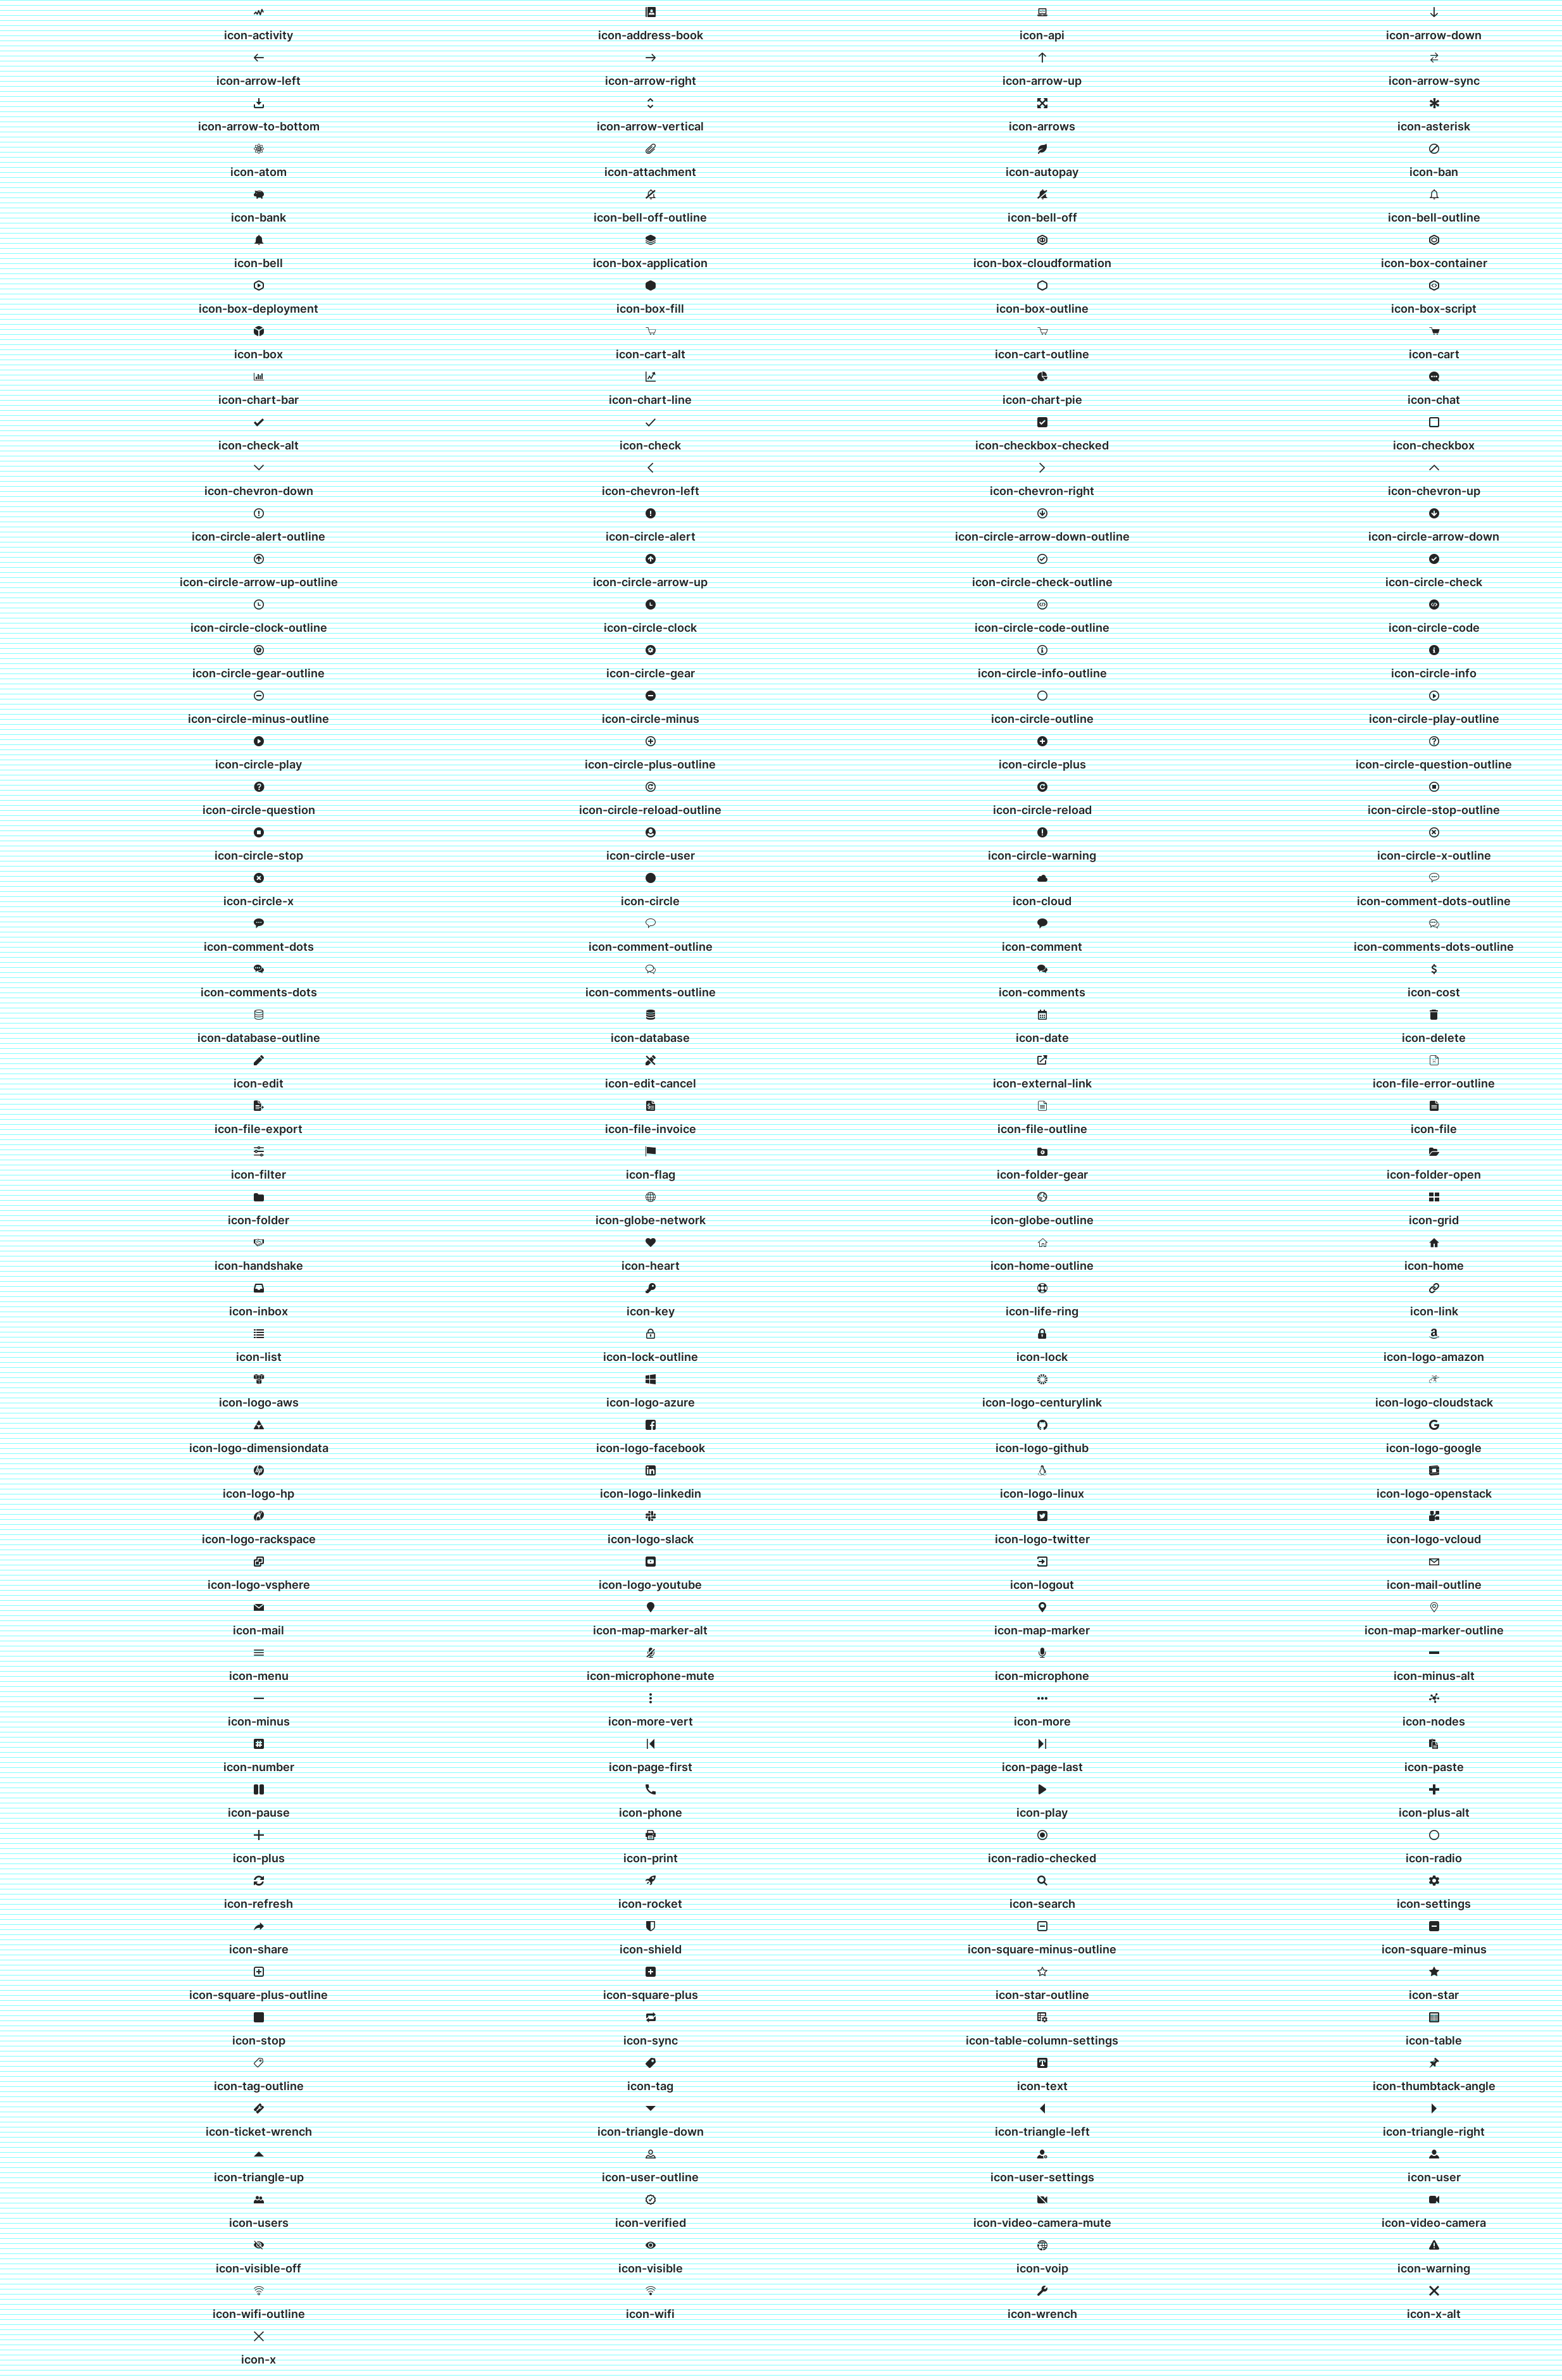 icon-activity icon-address-book icon-api icon-arrow-down
icon-arrow-left icon-arrow-right icon-arrow-up icon-arrow-sync
icon-arrow-to-bottom icon-arrow-vertical icon-arrows icon-asterisk
icon-atom icon-attachment icon-autopay icon-ban
icon-bank icon-bell-off-outline icon-bell-off icon-bell-outline
icon-bell icon-box-application icon-box-cloudformation icon-box-container
icon-box-deployment icon-box-fill icon-box-outline icon-box-script
icon-box icon-cart-alt icon-cart-outline icon-cart
icon-chart-bar icon-chart-line icon-chart-pie icon-chat
icon-check-alt icon-check icon-checkbox-checked icon-checkbox
icon-chevron-down icon-chevron-left icon-chevron-right icon-chevron-up
icon-circle-alert-outline icon-circle-alert icon-circle-arrow-down-outline icon-circle-arrow-down
icon-circle-arrow-up-outline icon-circle-arrow-up icon-circle-check-outline icon-circle-check
icon-circle-clock-outline icon-circle-clock icon-circle-code-outline icon-circle-code
icon-circle-gear-outline icon-circle-gear icon-circle-info-outline icon-circle-info
icon-circle-minus-outline icon-circle-minus icon-circle-outline icon-circle-play-outline
icon-circle-play icon-circle-plus-outline icon-circle-plus icon-circle-question-outline
icon-circle-question icon-circle-reload-outline icon-circle-reload icon-circle-stop-outline
icon-circle-stop icon-circle-user icon-circle-warning icon-circle-x-outline
icon-circle-x icon-circle icon-cloud icon-comment-dots-outline
icon-comment-dots icon-comment-outline icon-comment icon-comments-dots-outline
icon-comments-dots icon-comments-outline icon-comments icon-cost
icon-database-outline icon-database icon-date icon-delete
icon-edit icon-edit-cancel icon-external-link icon-file-error-outline
icon-file-export icon-file-invoice icon-file-outline icon-file
icon-filter icon-flag icon-folder-gear icon-folder-open
icon-folder icon-globe-network icon-globe-outline icon-grid
icon-handshake icon-heart icon-home-outline icon-home
icon-inbox icon-key icon-life-ring icon-link
icon-list icon-lock-outline icon-lock icon-logo-amazon
icon-logo-aws icon-logo-azure icon-logo-centurylink icon-logo-cloudstack
icon-logo-dimensiondata icon-logo-facebook icon-logo-github icon-logo-google
icon-logo-hp icon-logo-linkedin icon-logo-linux icon-logo-openstack
icon-logo-rackspace icon-logo-slack icon-logo-twitter icon-logo-vcloud
icon-logo-vsphere icon-logo-youtube icon-logout icon-mail-outline
icon-mail icon-map-marker-alt icon-map-marker icon-map-marker-outline
icon-menu icon-microphone-mute icon-microphone icon-minus-alt
icon-minus icon-more-vert icon-more icon-nodes
icon-number icon-page-first icon-page-last icon-paste
icon-pause icon-phone icon-play icon-plus-alt
icon-plus icon-print icon-radio-checked icon-radio
icon-refresh icon-rocket icon-search icon-settings
icon-share icon-shield icon-square-minus-outline icon-square-minus
icon-square-plus-outline icon-square-plus icon-star-outline icon-star
icon-stop icon-sync icon-table-column-settings icon-table
icon-tag-outline icon-tag icon-text icon-thumbtack-angle
icon-ticket-wrench icon-triangle-down icon-triangle-left icon-triangle-right
icon-triangle-up icon-user-outline icon-user-settings icon-user
icon-users icon-verified icon-video-camera-mute icon-video-camera
icon-visible-off icon-visible icon-voip icon-warning
icon-wifi-outline icon-wifi icon-wrench icon-x-alt
icon-x